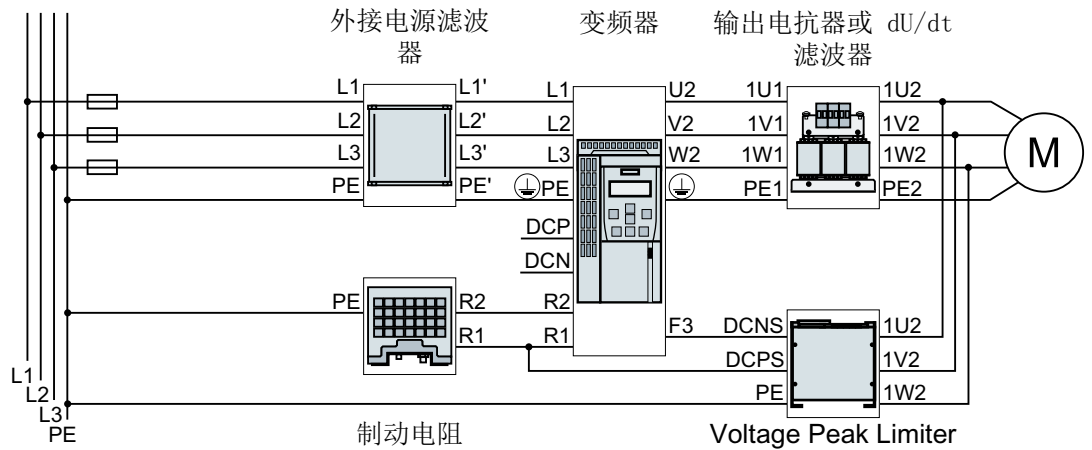 外接电源滤波
器
变频器
输出电抗器或 dU/dt
滤波器
L1 L1' L1 U2 1U1 1U2
L2 L2' L2 V2 1V1 1V2
L3 L3' L3 W2 1W1 1W2
PE PE' PE PE1 PE2
M
DCP
DCN
PE R2 R2
R1 R1 F3 DCNS 1U2
DCPS 1V2
PE 1W2
L1
L2
L3
PE
制动电阻
Voltage Peak Limiter